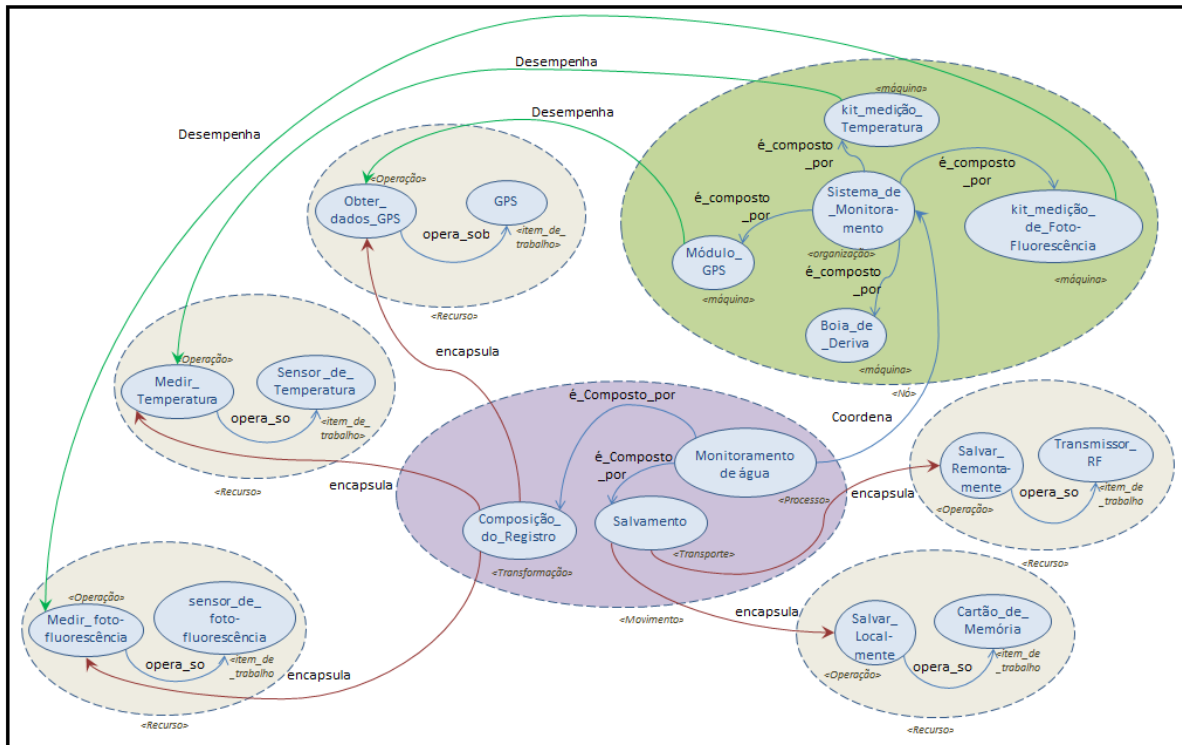 Desempenha
Desempenha
«máquina»
kit_medição_
Temperatura
é_composto
_por
é_composto
_por
«Operação»
Obter_
dados_GPS
GPS
opera_sob
«item_de_
trabalho»
«Recurso»
é_composto
_por
Sistema_de
_Monitora-
mento
«organização»
kit_medição_
de_Foto-
Fluorescência
«máquina»
Módulo_
GPS
«máquina»
é_composto
_por
Boia_de
_Deriva
«máquina»
«Nó»
Operação»
Medir_
Temperatura
Sensor_de_
Temperatura
opera_so
«item_de_
trabalho»
«Recurso»
encapsula
é_Composto_por
Coordena
é_Composto
_por
Monitoramento
de água
«Processo»
encapsula
Composição_
do_Registro
«Transformação»
Salvamento
«Transporte»
«Movimento»
encapsula
Salvar_
Remonta-
mente
«Operação»
Transmissor_
RF
opera_so
«item_de
_trabalho
«Recurso»
«Operação»
Medir_foto-
fluorescência
sensor_de_
foto-
fluorescência
opera_so
«item_de
_trabalho
«Recurso»
encapsula
encapsula
Salvar_
Local-
mente
«Operação»
Cartão_de_
Memória
opera_so
«item_de
_trabalho
«Recurso»